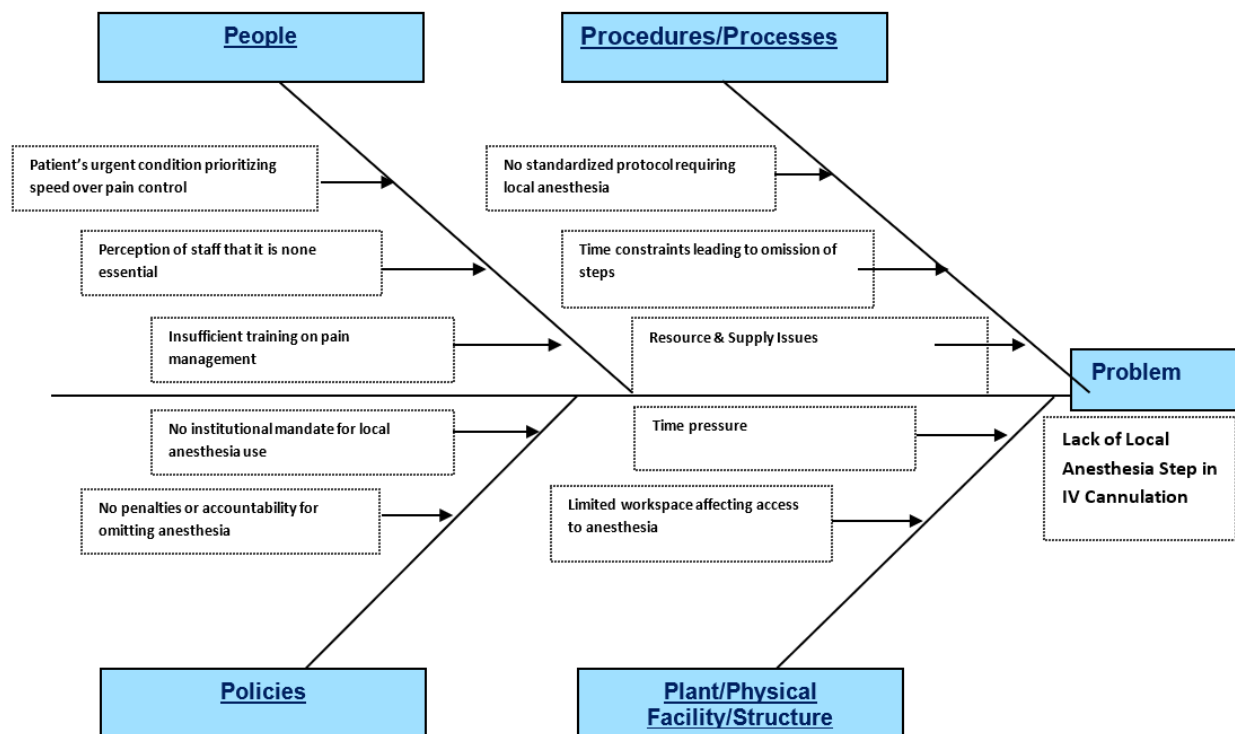 People
Procedures/Processes
Patient's urgent condition prioritizing
speed over pain control
No standardized protocol requiring
local anesthesia
Perception of staff that it is none
essential
Time constraints leading to omission of
steps
Insufficient training on pain
management
Resource & Supply Issues
Problem
Lack of Local
Anesthesia Step in
IV Cannulation
No institutional mandate for local
anesthesia use
Time pressure
No penalties or accountability for
omitting anesthesia
Limited workspace affecting access
to anesthesia
Policies
Plant/Physical
Facility/Structure